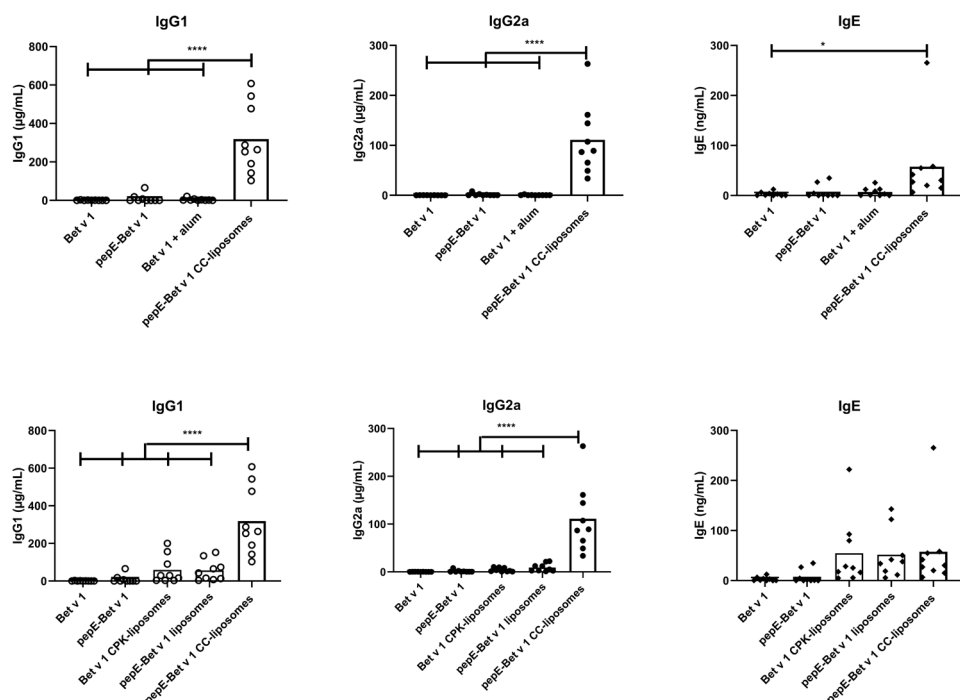 IgG1
IgG1 (µg/mL)
800
600
400
200
0
****
Bet v 1
pepE-Bet v 1
Bet v 1 + alum
pepE-Bet v 1 CC-liposomes
IgG2a
IgG2a (µg/mL)
300
200
100
0
****
Bet v 1
pepE-Bet v 1
Bet v 1 + alum
pepE-Bet v 1 CC-liposomes
IgE
IgE (ng/mL)
300
200
100
0
*
Bet v 1
pepE-Bet v 1
Bet v 1 + alum
pepE-Bet v 1 CC-liposomes
IgG1
IgG1 (µg/mL)
800
600
400
200
0
****
Bet v 1
pepE-Bet v 1
Bet v 1 CPK-liposomes
pepE-Bet v 1 liposomes
pepE-Bet v 1 CC-liposomes
IgG2a
IgG2a (µg/mL)
300
200
100
0
****
Bet v 1
pepE-Bet v 1
Bet v 1 CPK-liposomes
pepE-Bet v 1 liposomes
pepE-Bet v 1 CC-liposomes
IgE
IgE (ng/mL)
300
200
100
0
Bet v 1
pepE-Bet v 1
Bet v 1 CPK-liposomes
pepE-Bet v 1 liposomes
pepE-Bet v 1 CC-liposomes